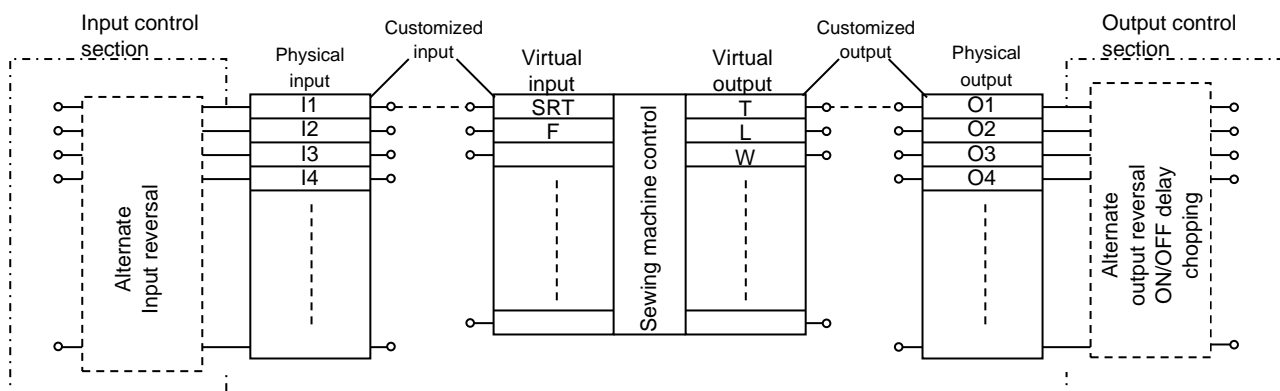 Input control
section
Physical
input
Customized
input
Virtual
input
Virtual
output
Customized
output
Physical
output
Output control
section
I1
I2
I3
I4
SRT
F
T
L
W
O1
O2
O3
O4
Alternate
Input reversal
Sewing machine control
Alternate
output reversal
ON/OFF delay
chopping